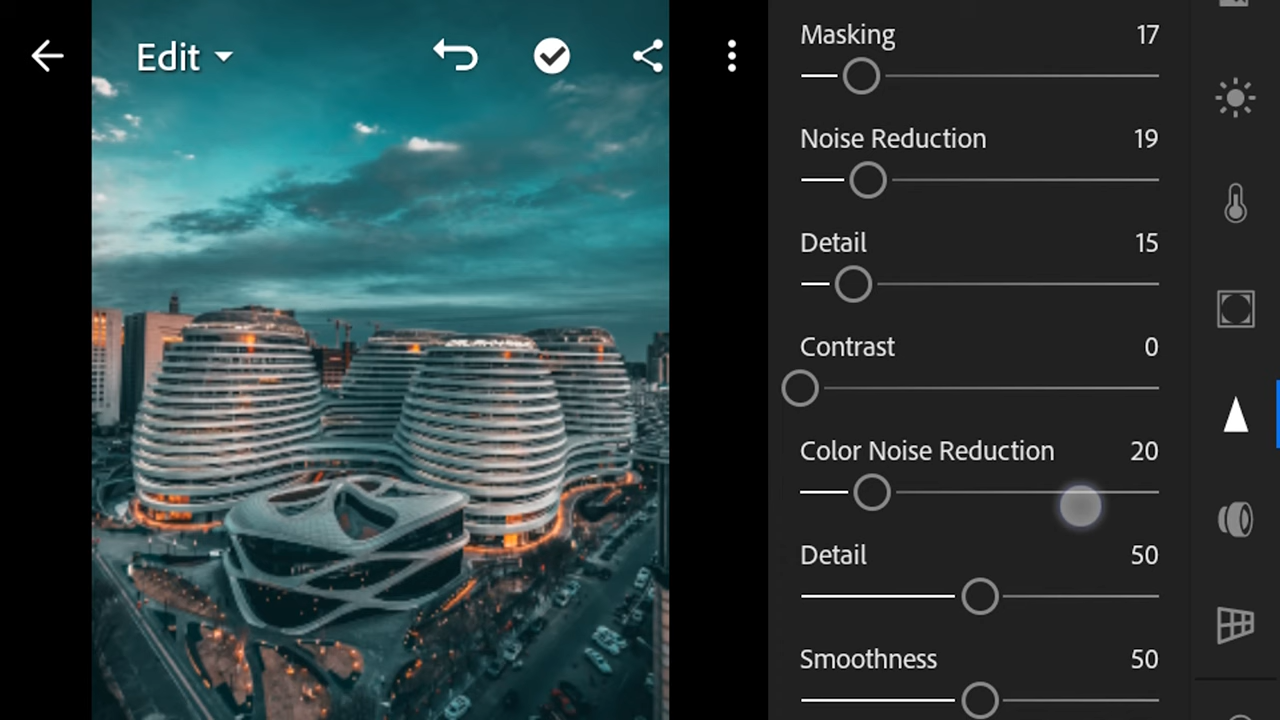 Edit
Masking 17
Noise Reduction 19
Detail 15
Contrast 0
Color Noise Reduction 20
Detail 50
Smoothness 50